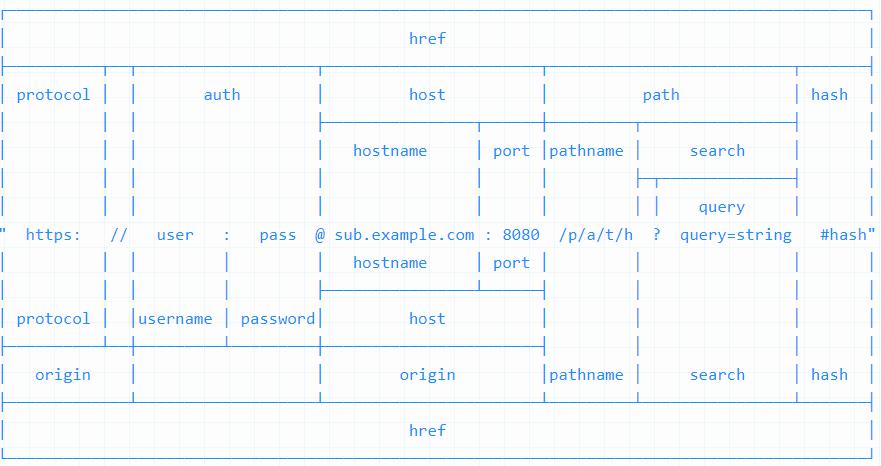 href
protocol auth host path hash
hostname port pathname search
query
" https: // user : pass @ sub.example.com : 8080 /p/a/t/h ? query=string #hash"
hostname port
protocol username password host
origin origin pathname search hash
href